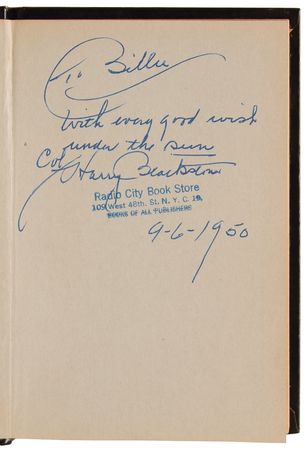 To Billie
With every good wish
under the sun
Col Harry Blackstone
Radio City Book Store
109 West 48th. St. N. Y. C. 19,
BOOKS OF ALL PUBLISHERS
9-6-1950